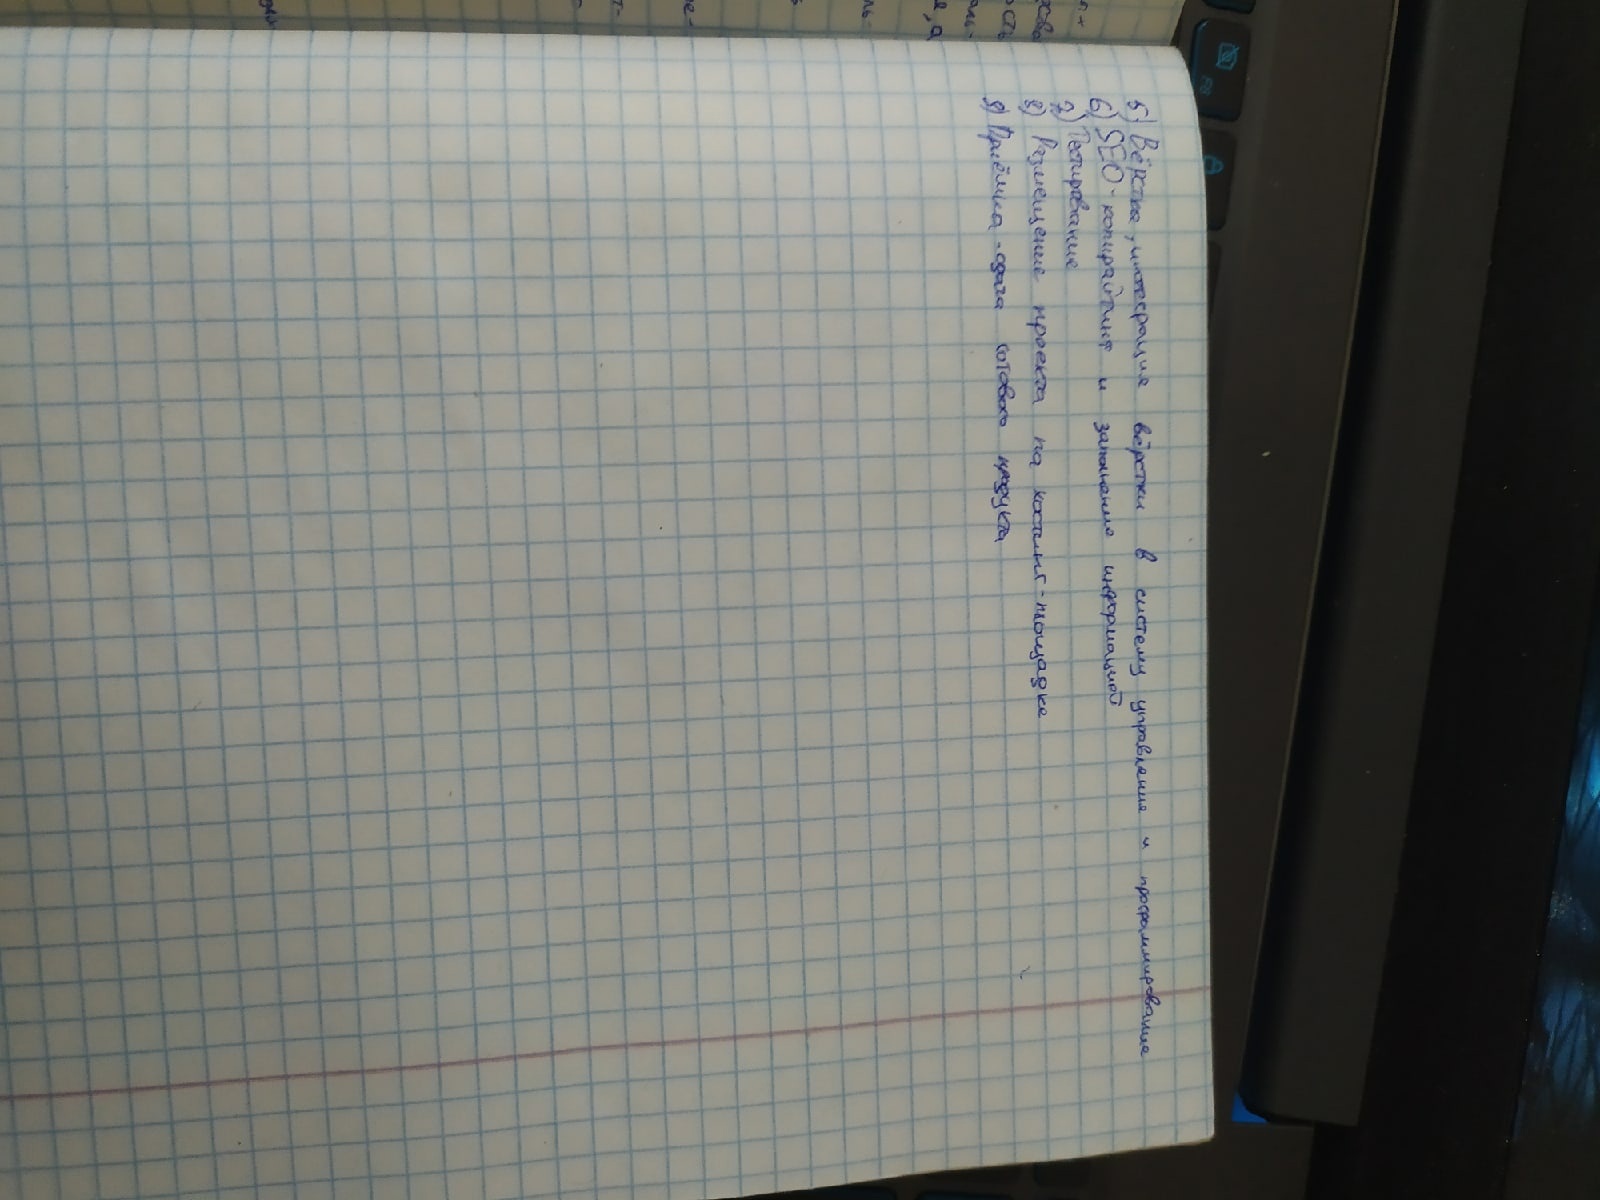 5) Вёрстка, интеграция вёрстки в систему управления и программирование
6) SEO-копирайтинг и заполнение информацией
7) Тестирование
8) Размещение проекта на хостинг-площадке
9) Приёмка-сдача готового продукта
F8
е, а